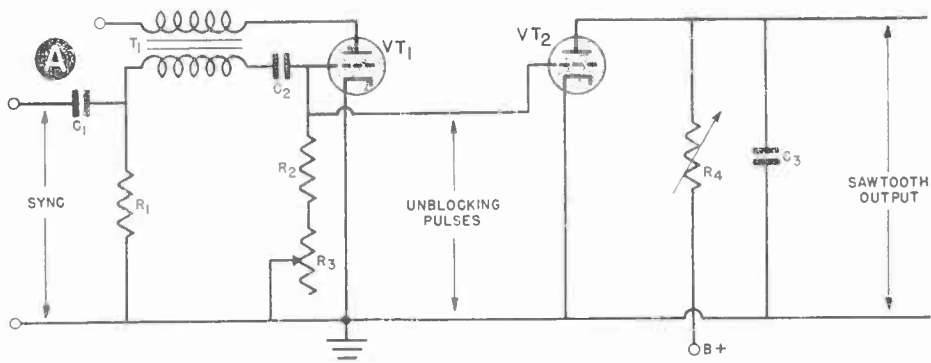 A
T1
VT1
VT2
C1
C2
R1
R2
R3
R4
C3
SYNC
UNBLOCKING
PULSES
SAWTOOTH
OUTPUT
B+